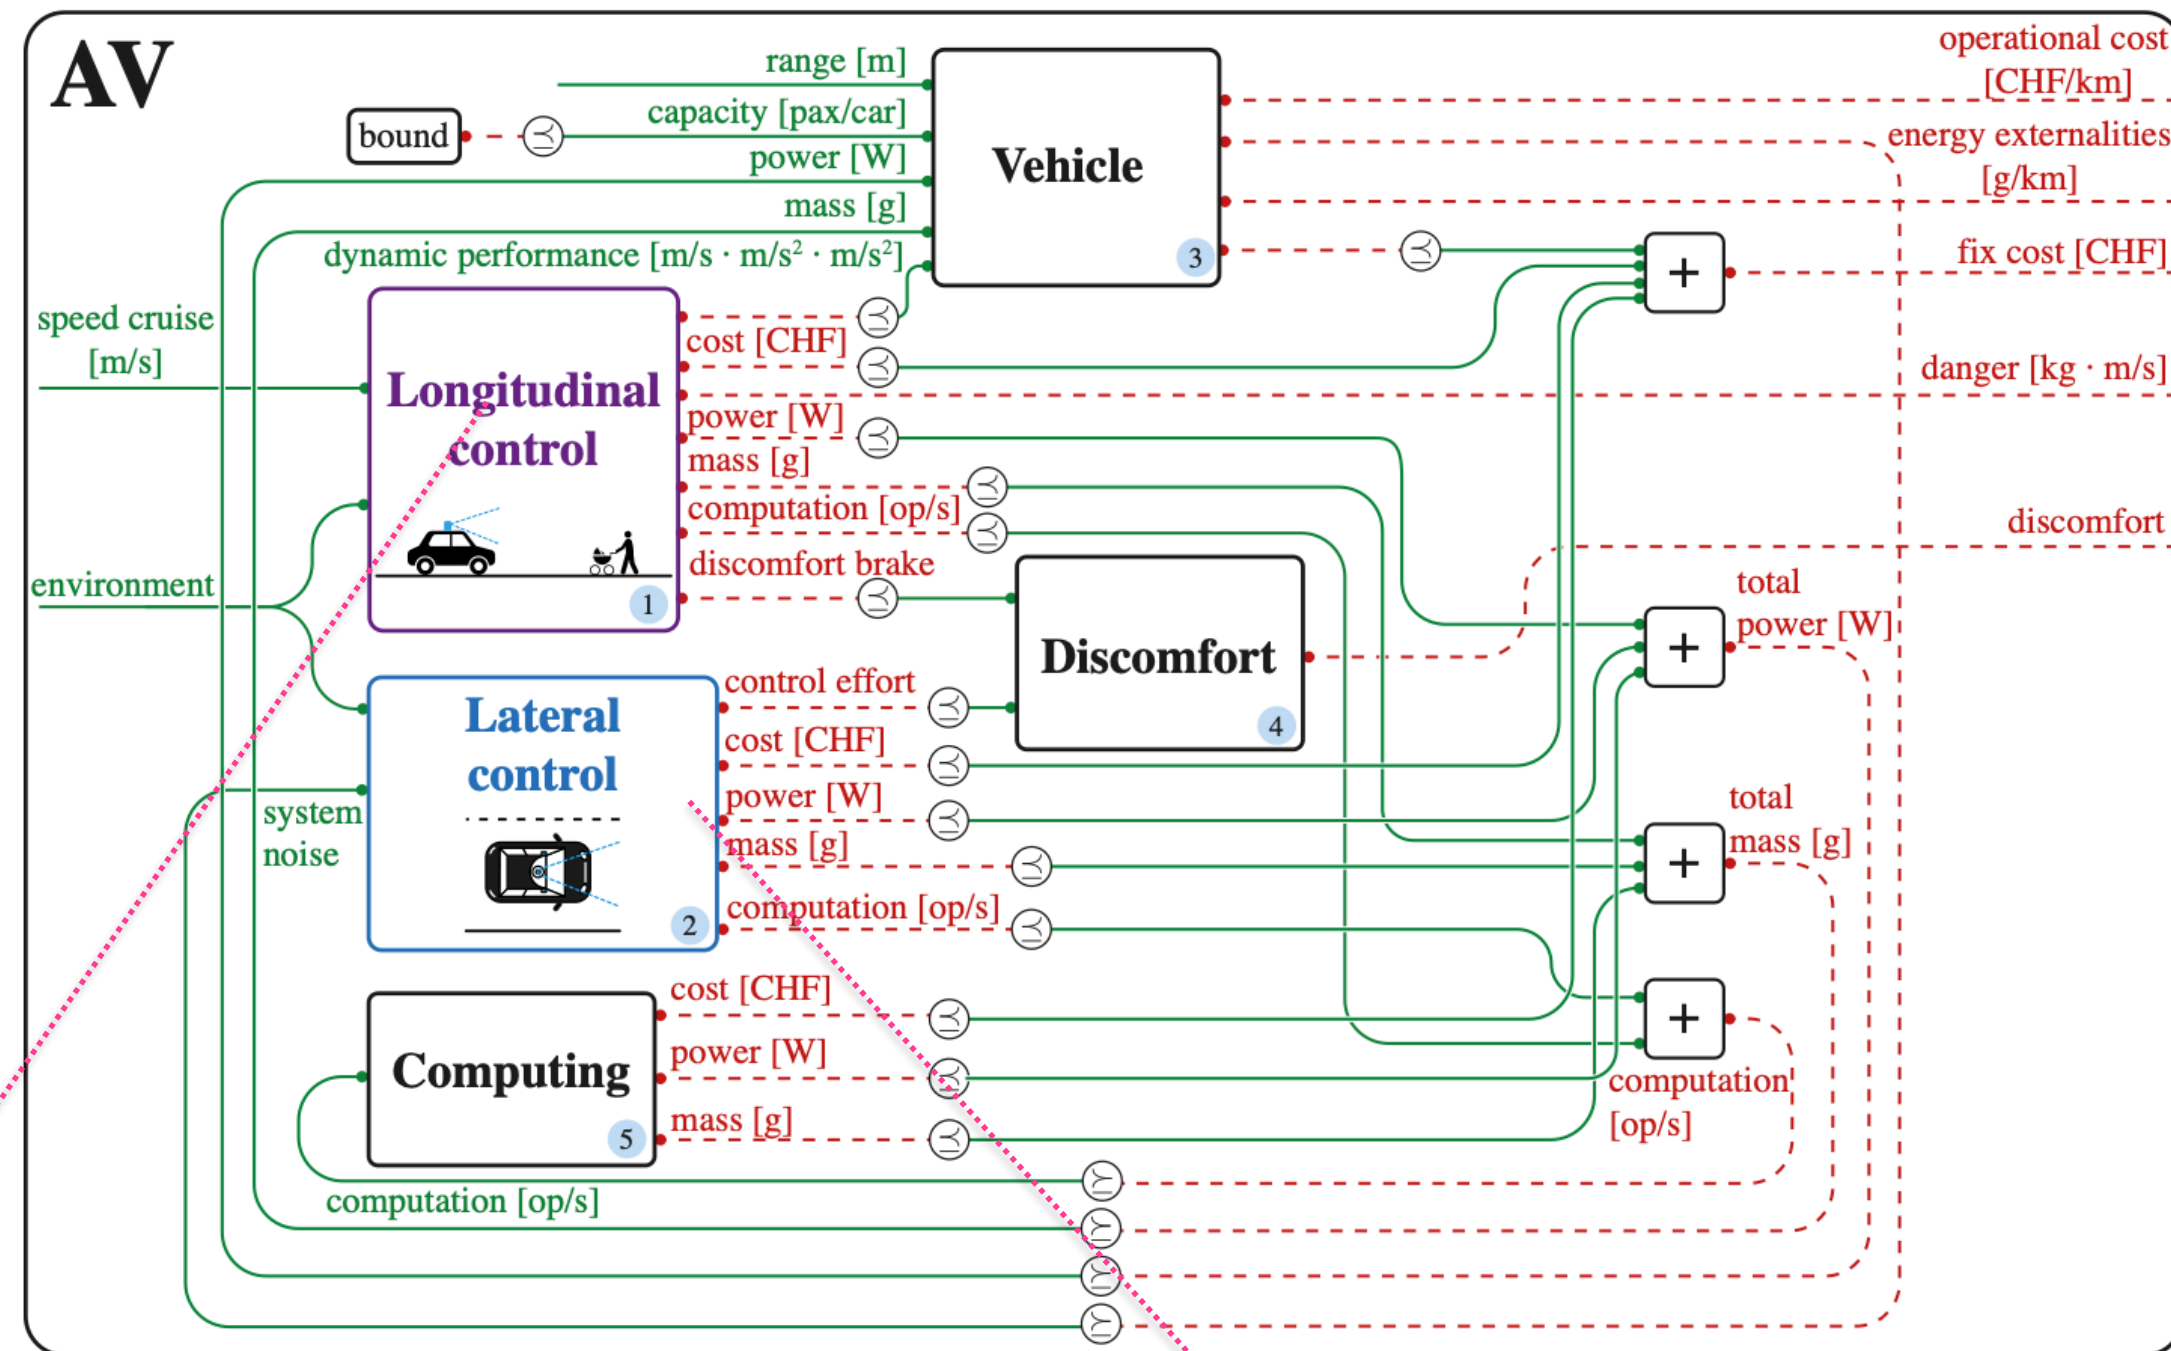 AV
range [m]
capacity [pax/car]
bound
power [W]
mass [g]
dynamic performance [m/s · m/s² · m/s²]
Vehicle
3
operational cost
[CHF/km]
energy externalities
[g/km]
+
fix cost [CHF]
speed cruise
[m/s]
environment
Longitudinal
control
1
cost [CHF]
power [W]
mass [g]
computation [op/s]
discomfort brake
danger [kg · m/s]
discomfort
Discomfort
4
Lateral
control
2
system
noise
control effort
cost [CHF]
power [W]
mass [g]
computation [op/s]
+
total
power [W]
+
total
mass [g]
+
computation
[op/s]
Computing
5
cost [CHF]
power [W]
mass [g]
computation [op/s]